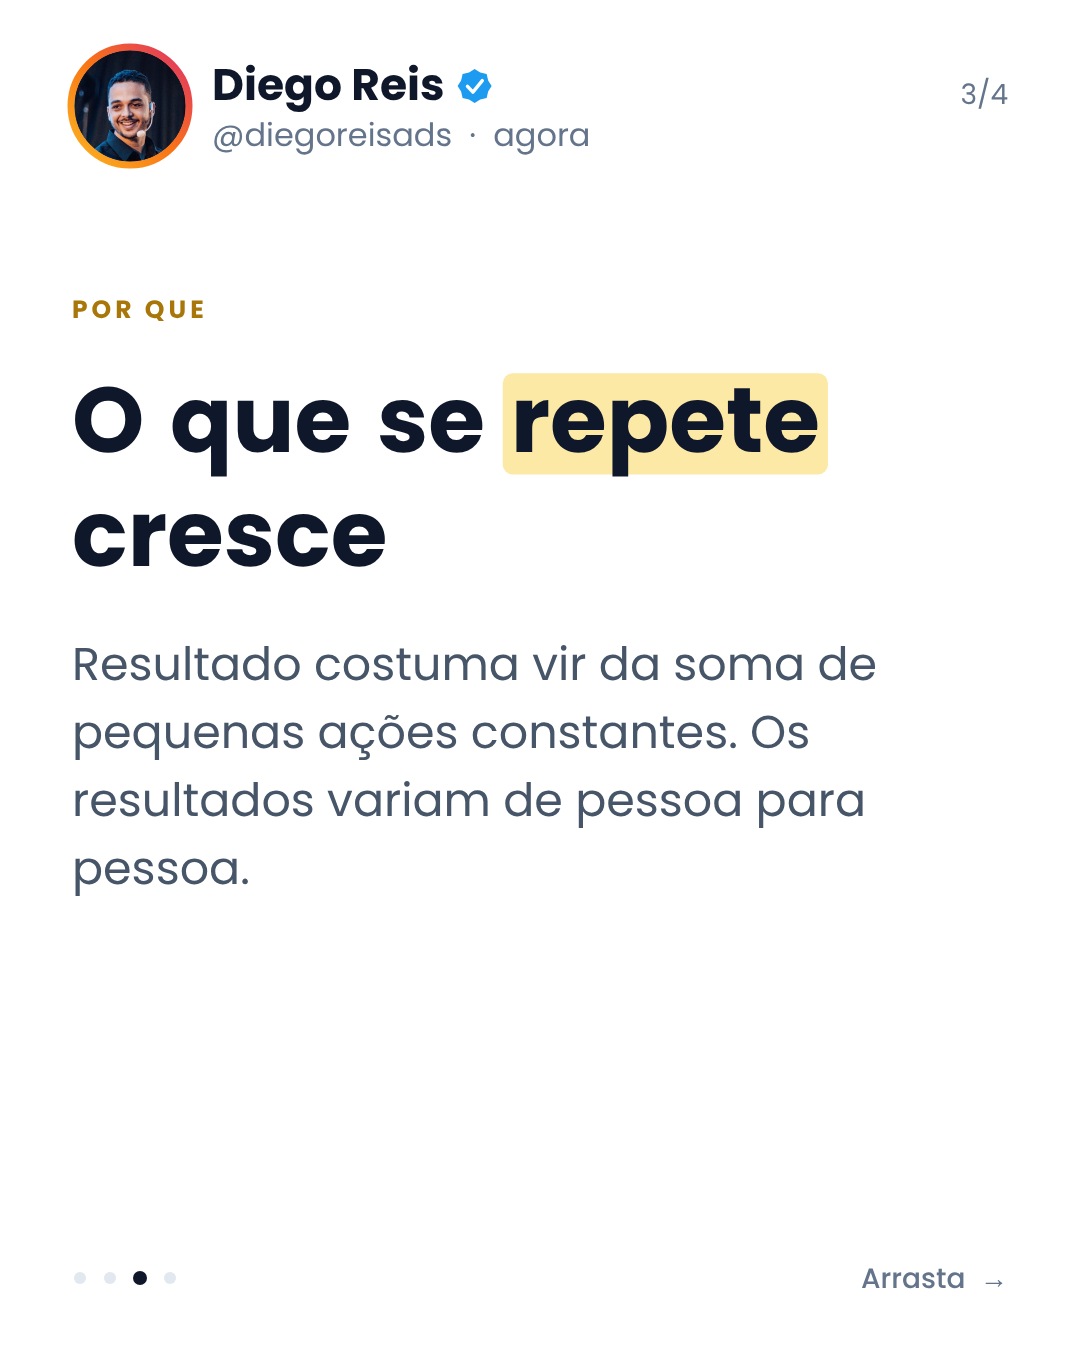 Diego Reis
@diegoreisads · agora
3/4
POR QUE
O que se repete
cresce
Resultado costuma vir da soma de
pequenas ações constantes. Os
resultados variam de pessoa para
pessoa.
Arrasta →